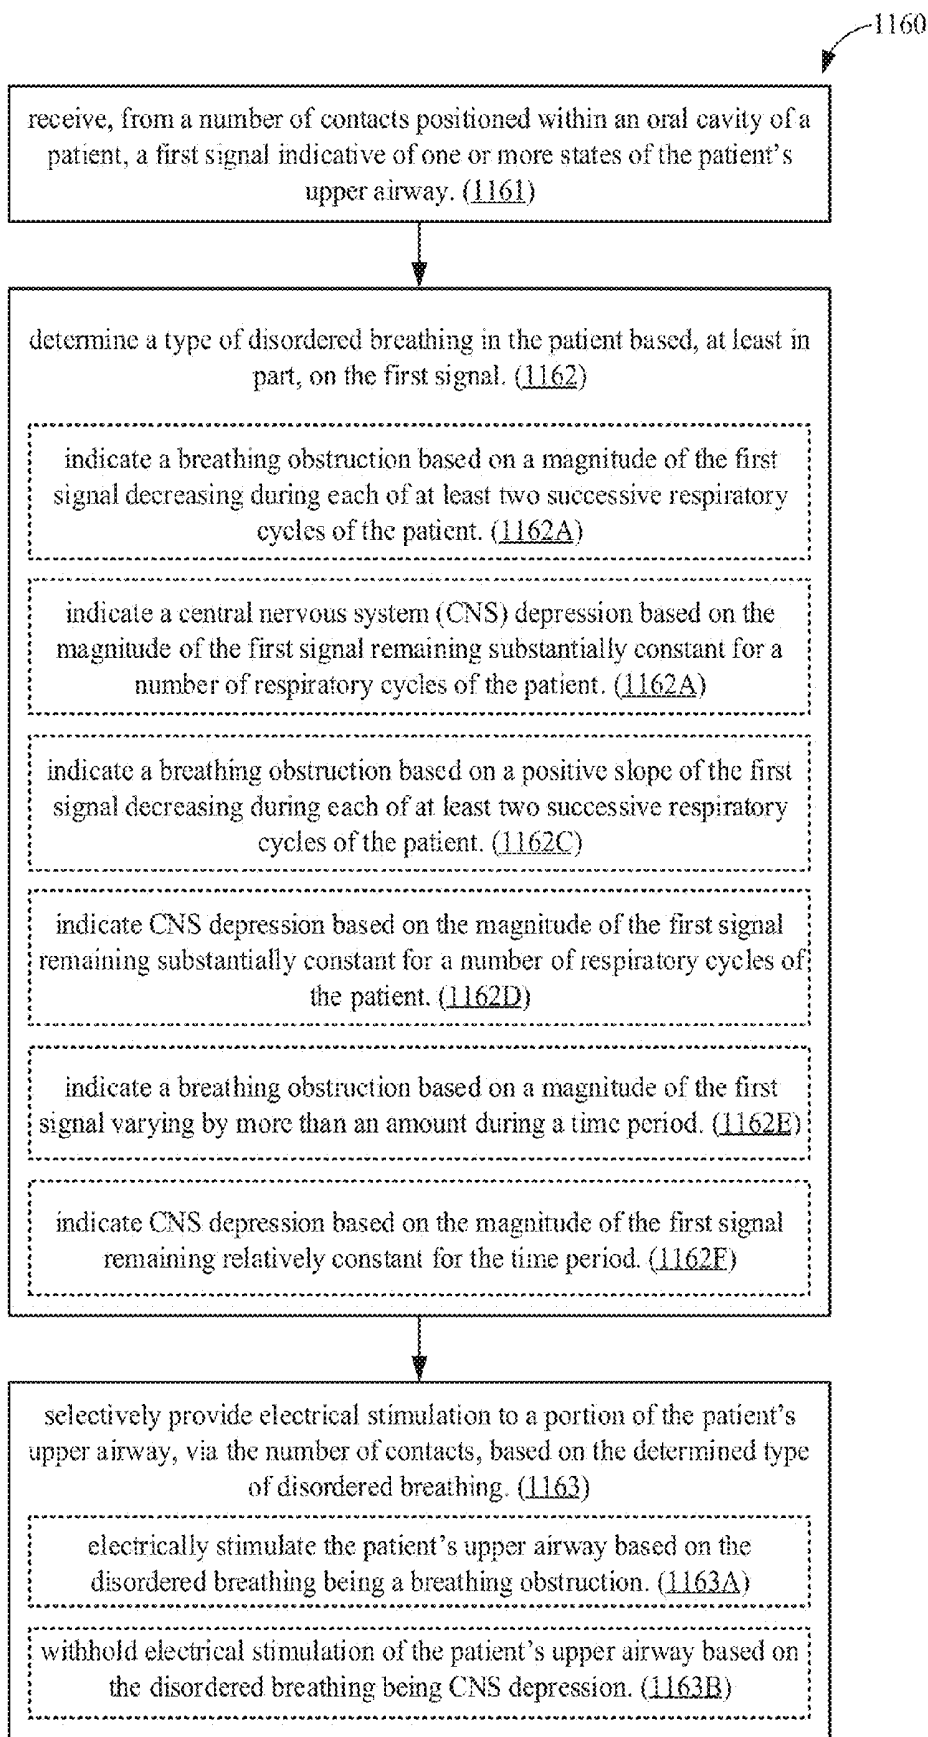 1160
receive, from a number of contacts positioned within an oral cavity of a
patient, a first signal indicative of one or more states of the patient's
upper airway. (1161)
determine a type of disordered breathing in the patient based, at least in
part, on the first signal. (1162)
indicate a breathing obstruction based on a magnitude of the first
signal decreasing during each of at least two successive respiratory
cycles of the patient. (1162A)
indicate a central nervous system (CNS) depression based on the
magnitude of the first signal remaining substantially constant for a
number of respiratory cycles of the patient. (1162A)
indicate a breathing obstruction based on a positive slope of the first
signal decreasing during each of at least two successive respiratory
cycles of the patient. (1162C)
indicate CNS depression based on the magnitude of the first signal
remaining substantially constant for a number of respiratory cycles of
the patient. (1162D)
indicate a breathing obstruction based on a magnitude of the first
signal varying by more than an amount during a time period. (1162E)
indicate CNS depression based on the magnitude of the first signal
remaining relatively constant for the time period. (1162F)
selectively provide electrical stimulation to a portion of the patient's
upper airway, via the number of contacts, based on the determined type
of disordered breathing. (1163)
electrically stimulate the patient's upper airway based on the
disordered breathing being a breathing obstruction. (1163A)
withhold electrical stimulation of the patient's upper airway based on
the disordered breathing being CNS depression. (1163B)